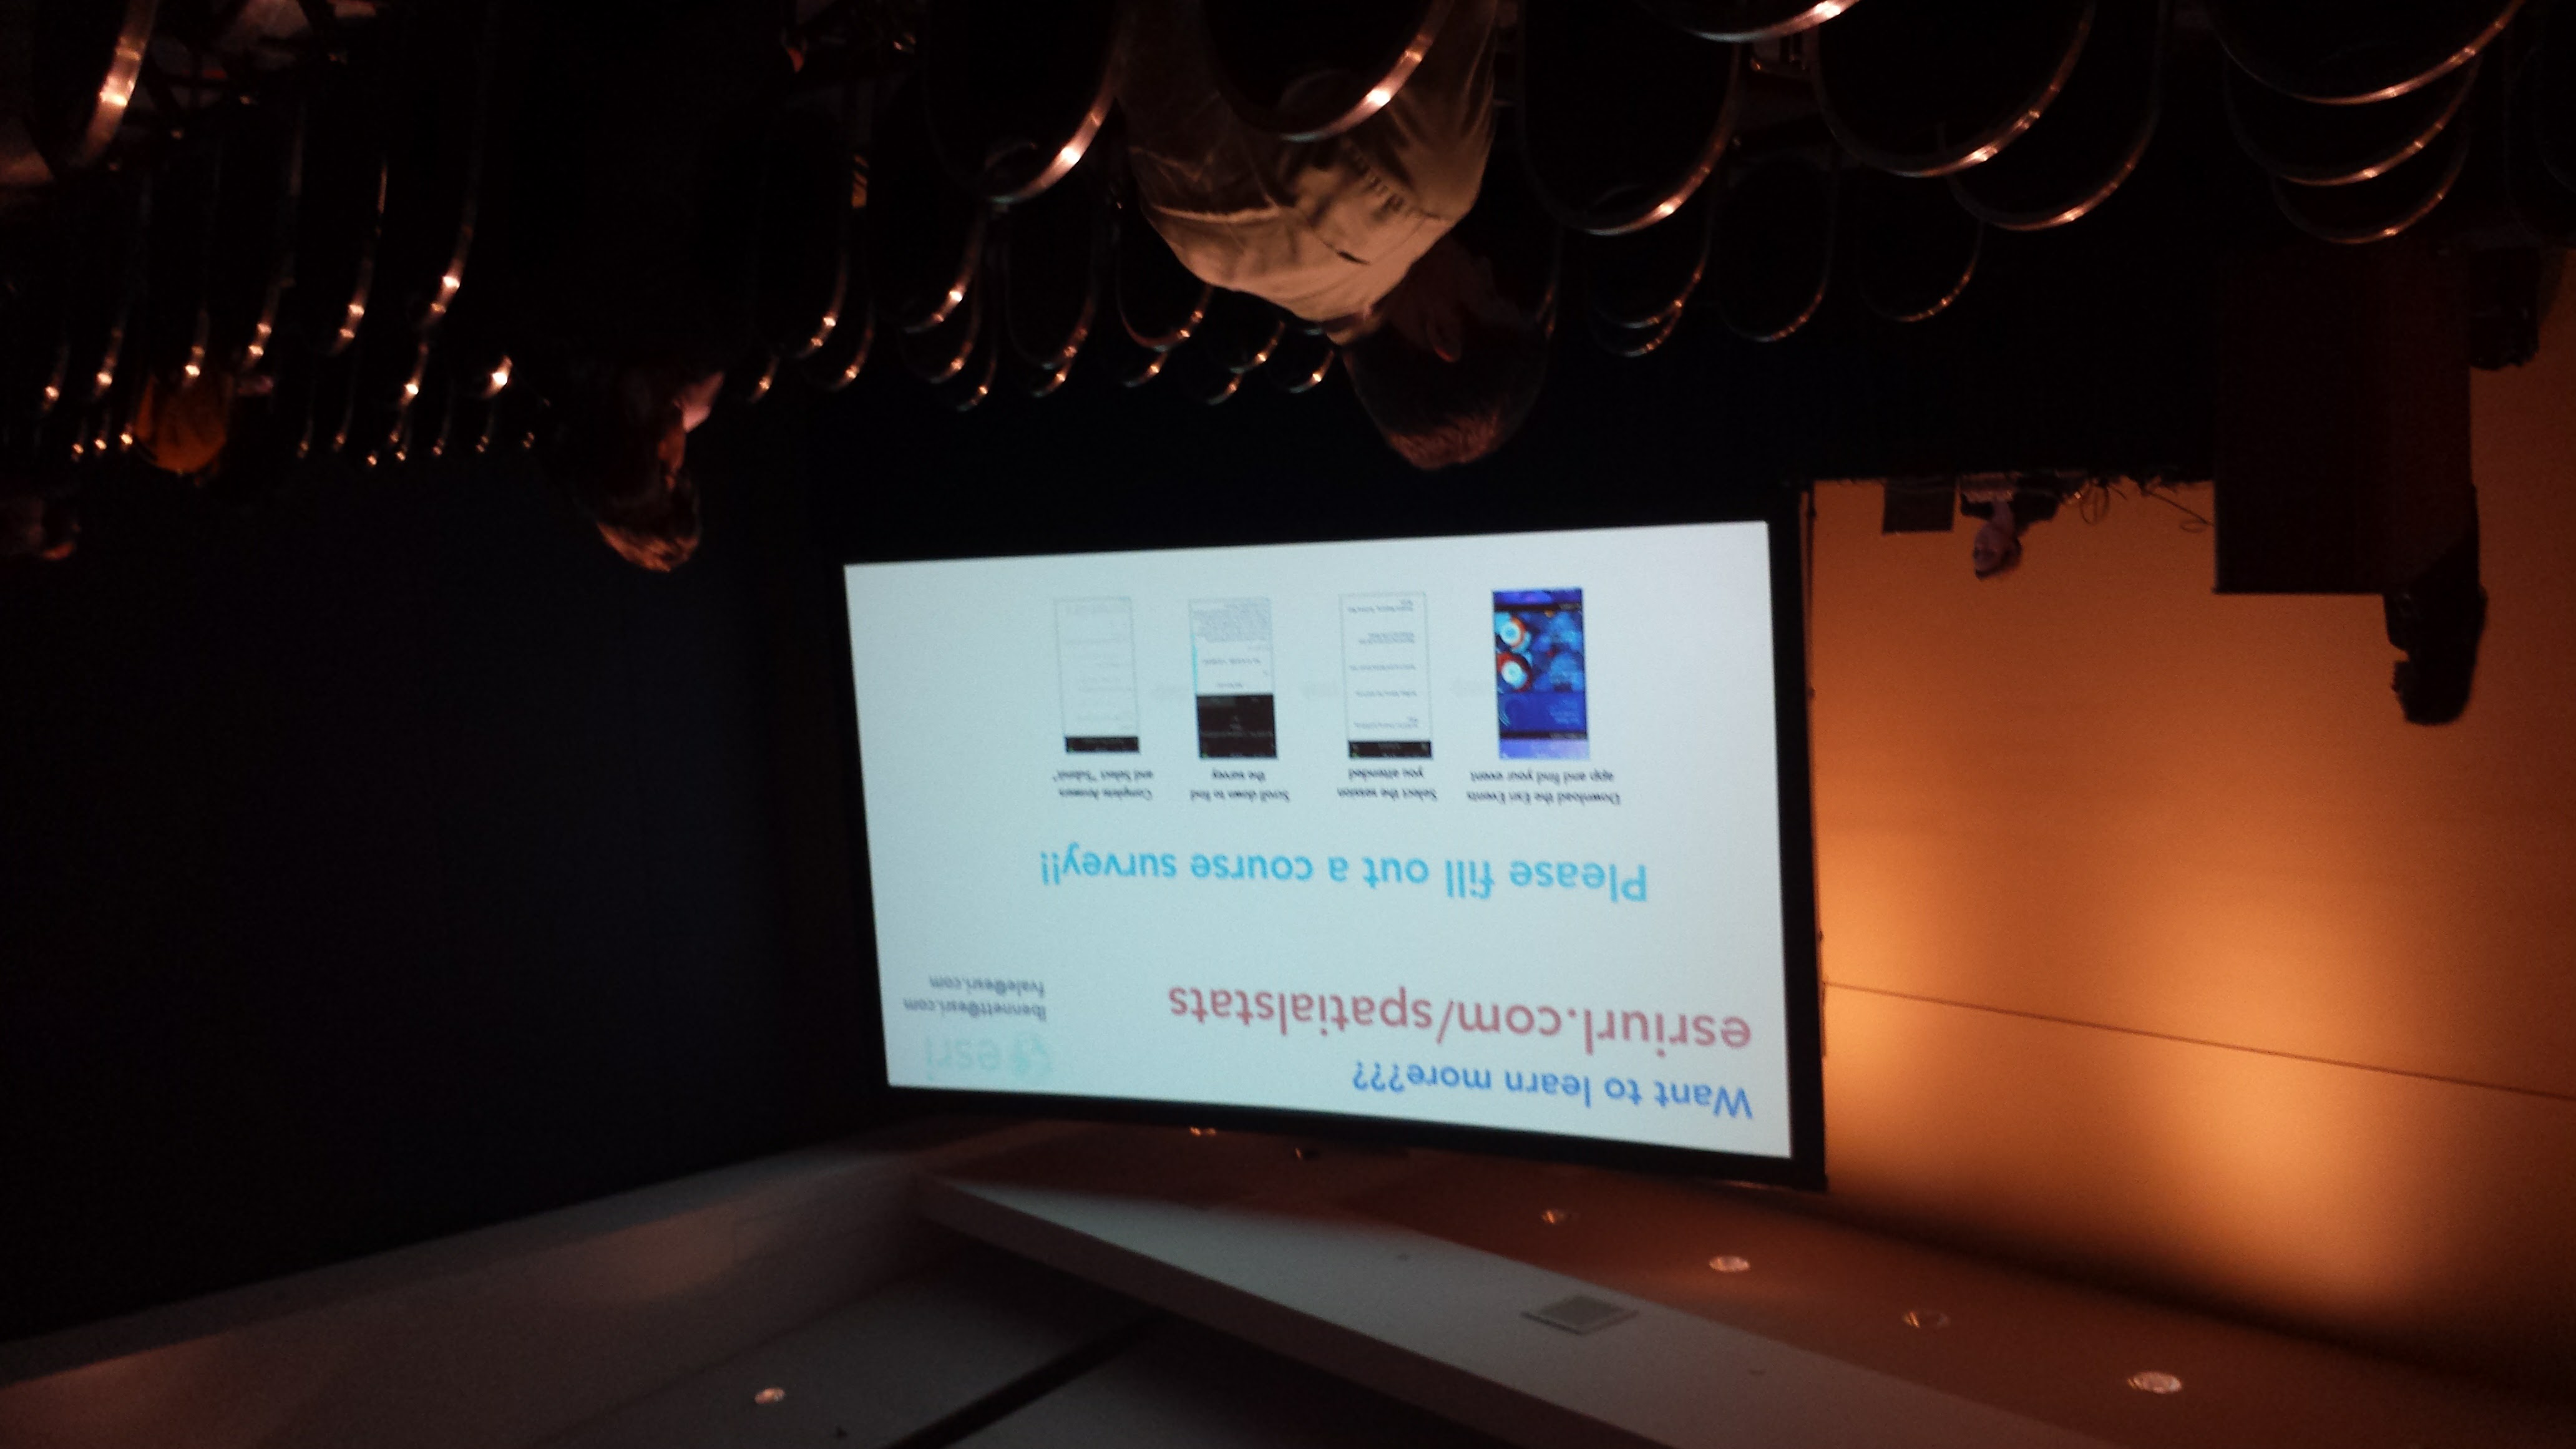 Want to learn more???
esriurl.com/spatialstats
esri
lbennett@esri.com
fvale@esri.com
Please fill out a course survey!!
Download the Esri Events
app and find your event
Select the session
you attended
Scroll down to find
the survey
Complete Answers
and Select "Submit"